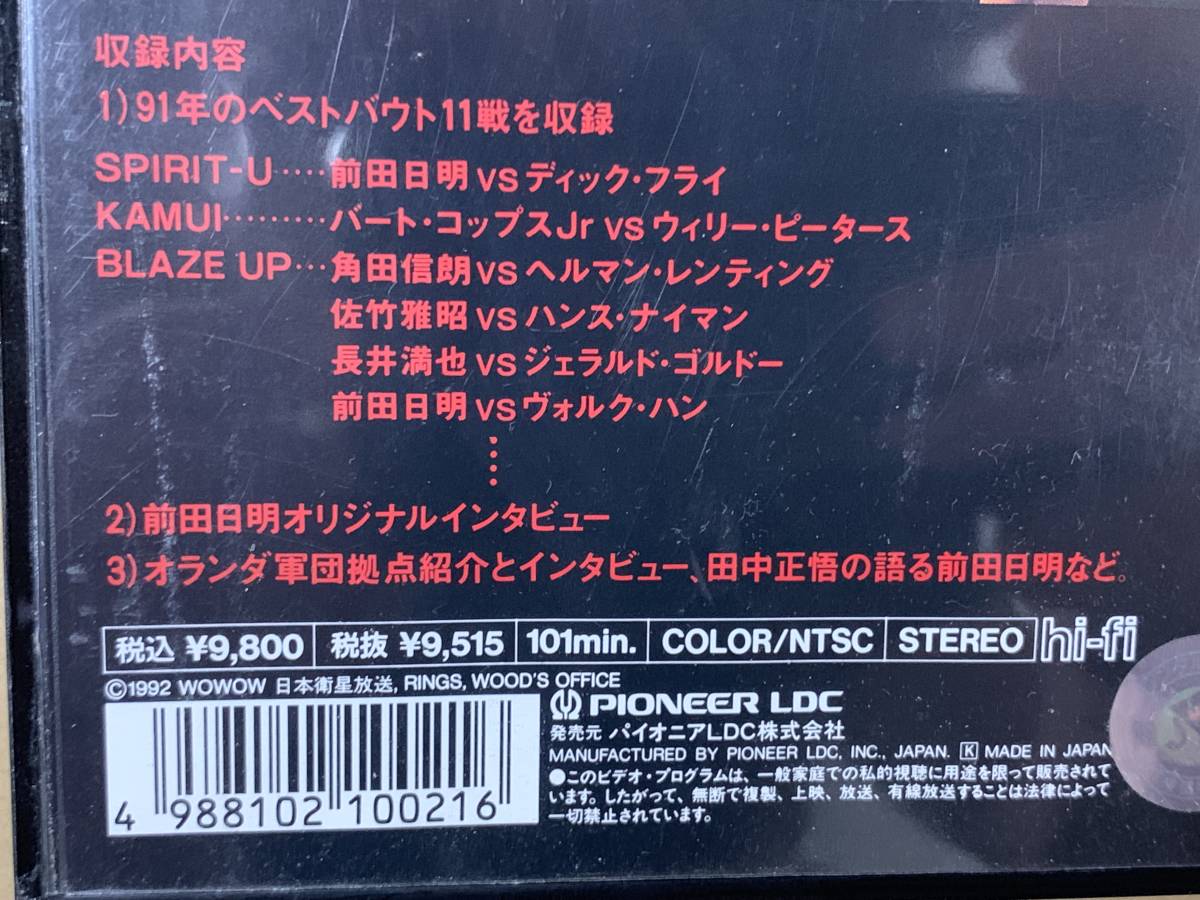 収録内容
1)91年のベストバウト11戦を収録
SPIRIT-U‥‥前田日明vsディック・フライ
KAMUI………バート・コップスJr vsウィリー・ピータース
BLAZE UP…角田信朗vsヘルマン・レンティング
佐竹雅昭vsハンス・ナイマン
長井満也vsジェラルド・ゴルドー
前田日明vsヴォルク・ハン
2)前田日明オリジナルインタビュー
3)オランダ軍団拠点紹介とインタビュー、田中正悟の語る前田日明など。
税込 ¥9,800 税抜 ¥9,515 101min. COLOR/NTSC STEREO hi-fi
©1992 WOWOW 日本衛星放送, RINGS, WOOD'S OFFICE
PIONEER LDC
発売元 パイオニアLDC株式会社
MANUFACTURED BY PIONEER LDC, INC., JAPAN. K MADE IN JAPAN
●このビデオ・プログラムは、一般家庭での私的視聴に用途を限って販売されて
います。したがって、無断で複製、上映、放送、有線放送することは法律によって
一切禁止されています。
4 988102 100216